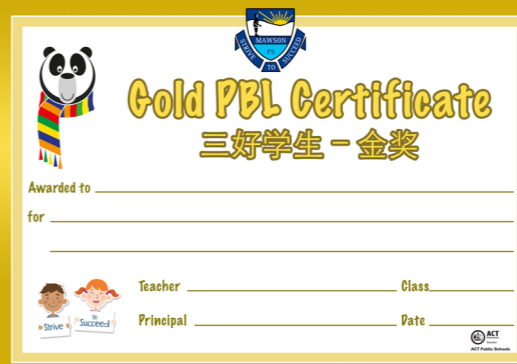 MAWSON
P.S.
STRIVE TO SUCCEED
Gold PBL Certificate
三好学生 - 金奖
Awarded to
for
Teacher
Class
Principal
Date
Strive
to
Succeed
ACT
ACT Public Schools